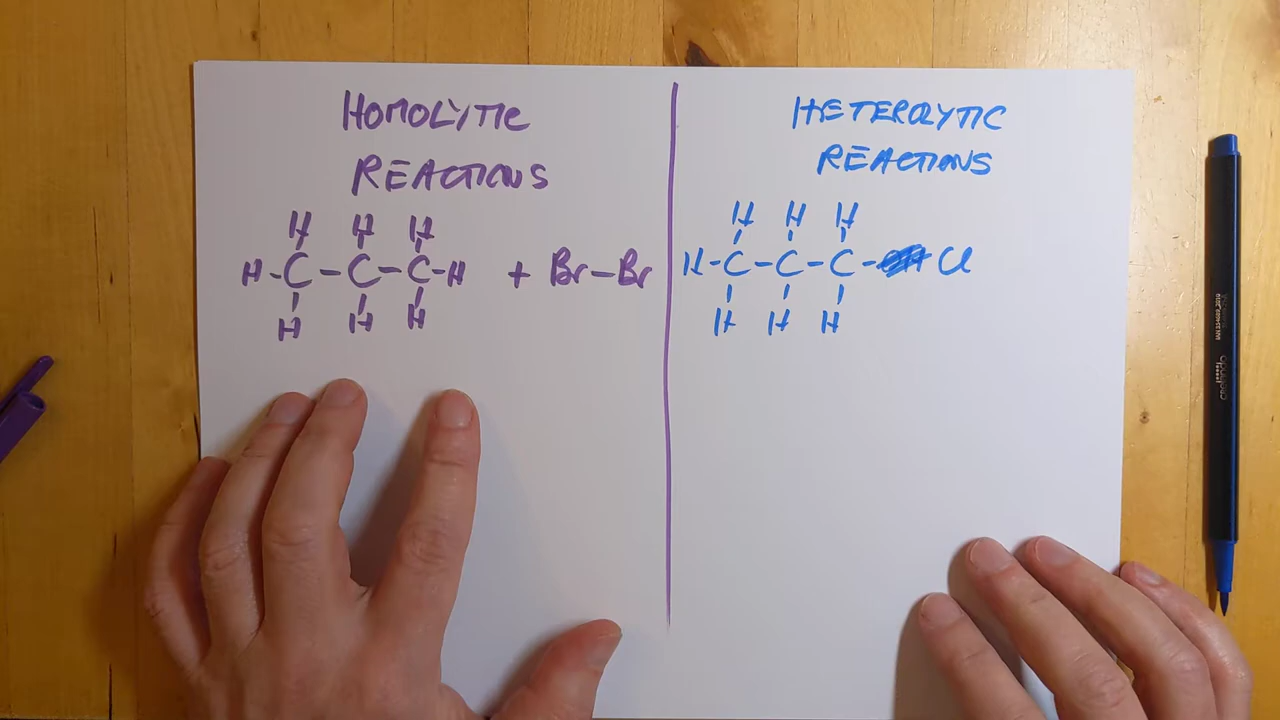 HOMOLYTIC
REACTIONS
H H H
H-C-C-C-H + Br-Br
H H H
HETEROLYTIC
REACTIONS
H H H
H-C-C-C- Cl
H H H